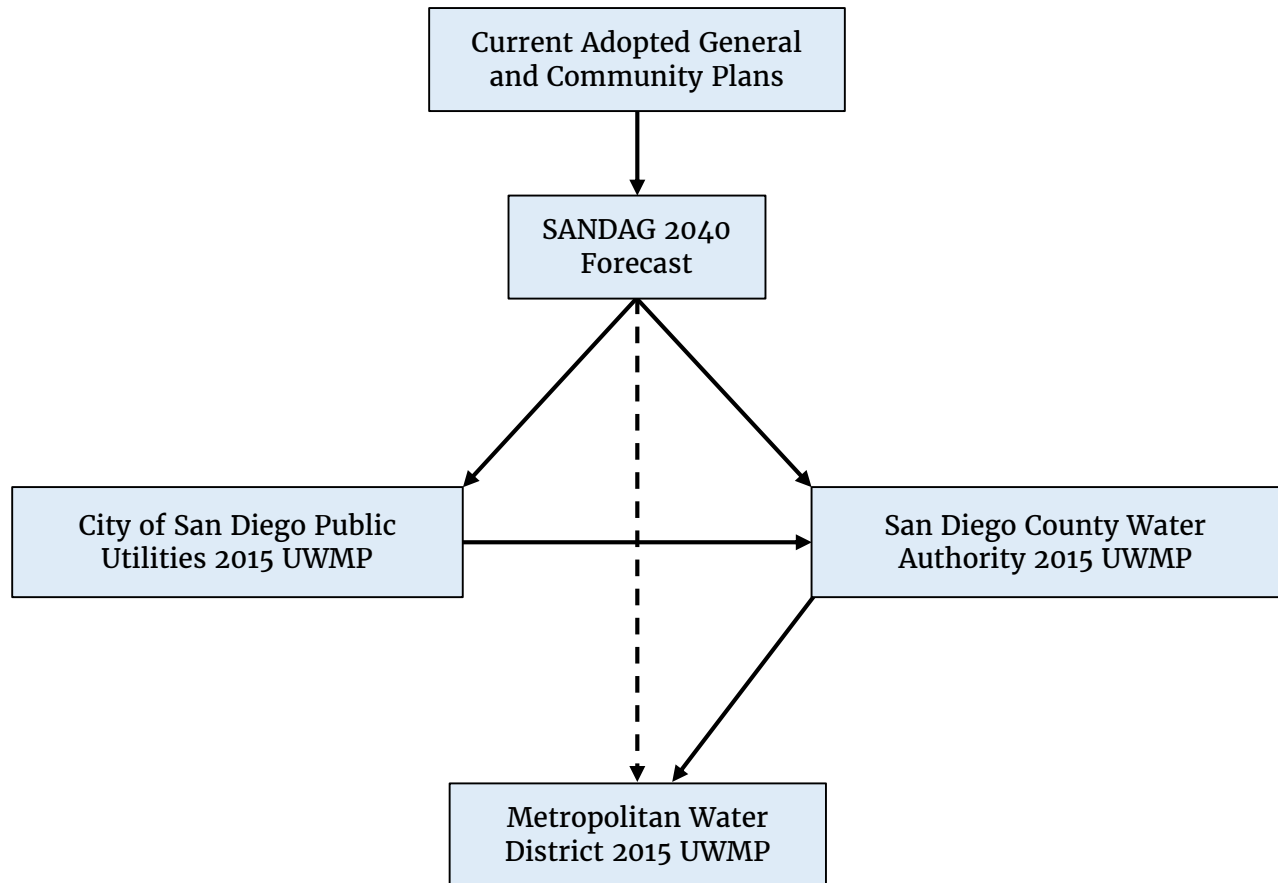 Current Adopted General
and Community Plans
SANDAG 2040
Forecast
City of San Diego Public
Utilities 2015 UWMP
San Diego County Water
Authority 2015 UWMP
Metropolitan Water
District 2015 UWMP